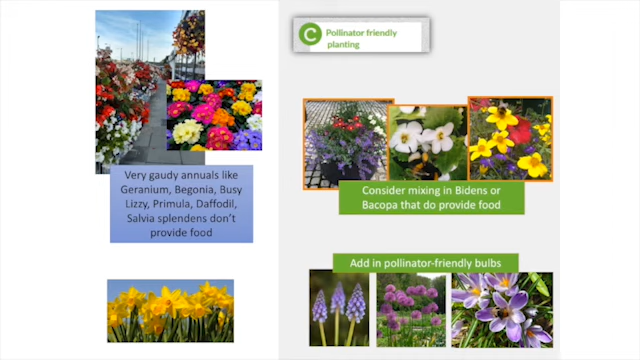 C Pollinator friendly
planting
Very gaudy annuals like
Geranium, Begonia, Busy
Lizzy, Primula, Daffodil,
Salvia splendens don't
provide food
Consider mixing in Bidens or
Bacopa that do provide food
Add in pollinator-friendly bulbs